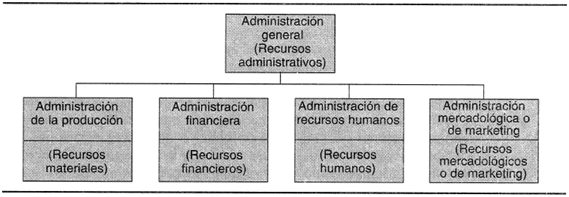 Administración
general
(Recursos
administrativos)
Administración
de la producción
(Recursos
materiales)
Administración
financiera
(Recursos
financieros)
Administración de
recursos humanos
(Recursos
humanos)
Administración
mercadológica o
de marketing
(Recursos
mercadológicos
o de marketing)